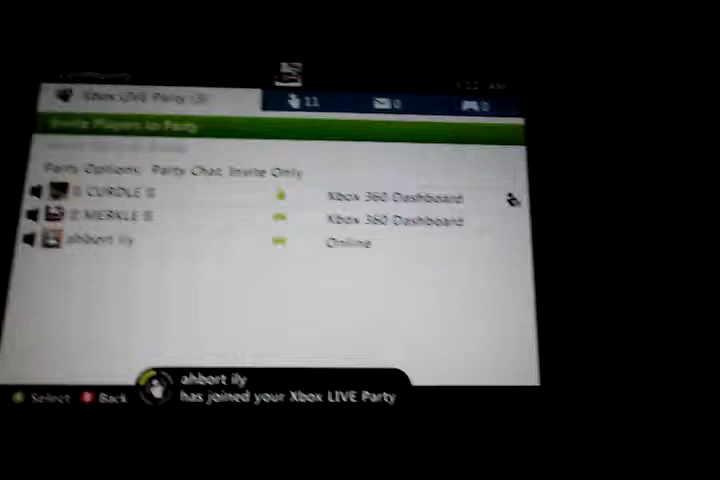 Xbox LIVE Party (3)
11
0
0
Invite Players to Party
Party Options: Party Chat, Invite Only
CURDLE
Xbox 360 Dashboard
MERKLE
Xbox 360 Dashboard
ahbort ily
Online
ahbort ily
has joined your Xbox LIVE Party
Select
Back